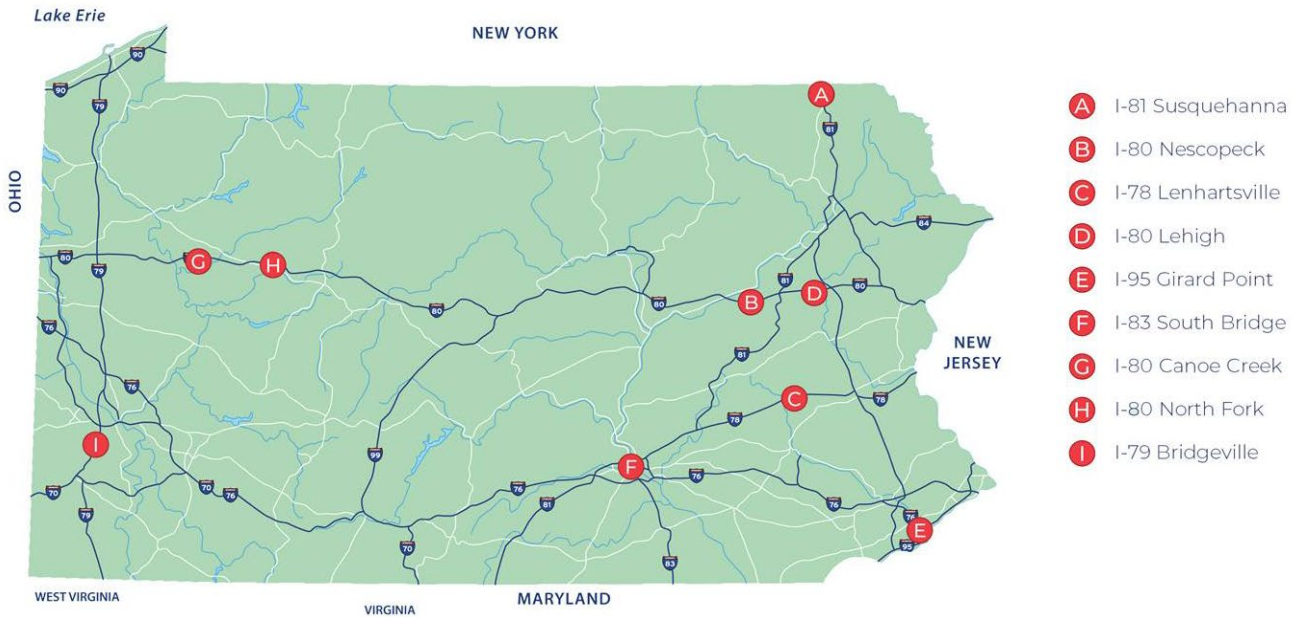 Lake Erie
NEW YORK
90
90
79
A
81
A I-81 Susquehanna
B I-80 Nescopeck
C I-78 Lenhartsville
D I-80 Lehigh
E I-95 Girard Point
F I-83 South Bridge
G I-80 Canoe Creek
H I-80 North Fork
I I-79 Bridgeville
OHIO
84
80
G
H
79
81
80
80
B
D
80
76
NEW
JERSEY
81
76
C
78
78
I
99
F
70
70
76
76
81
76
76
76
E
95
79
70
83
WEST VIRGINIA
VIRGINIA
MARYLAND